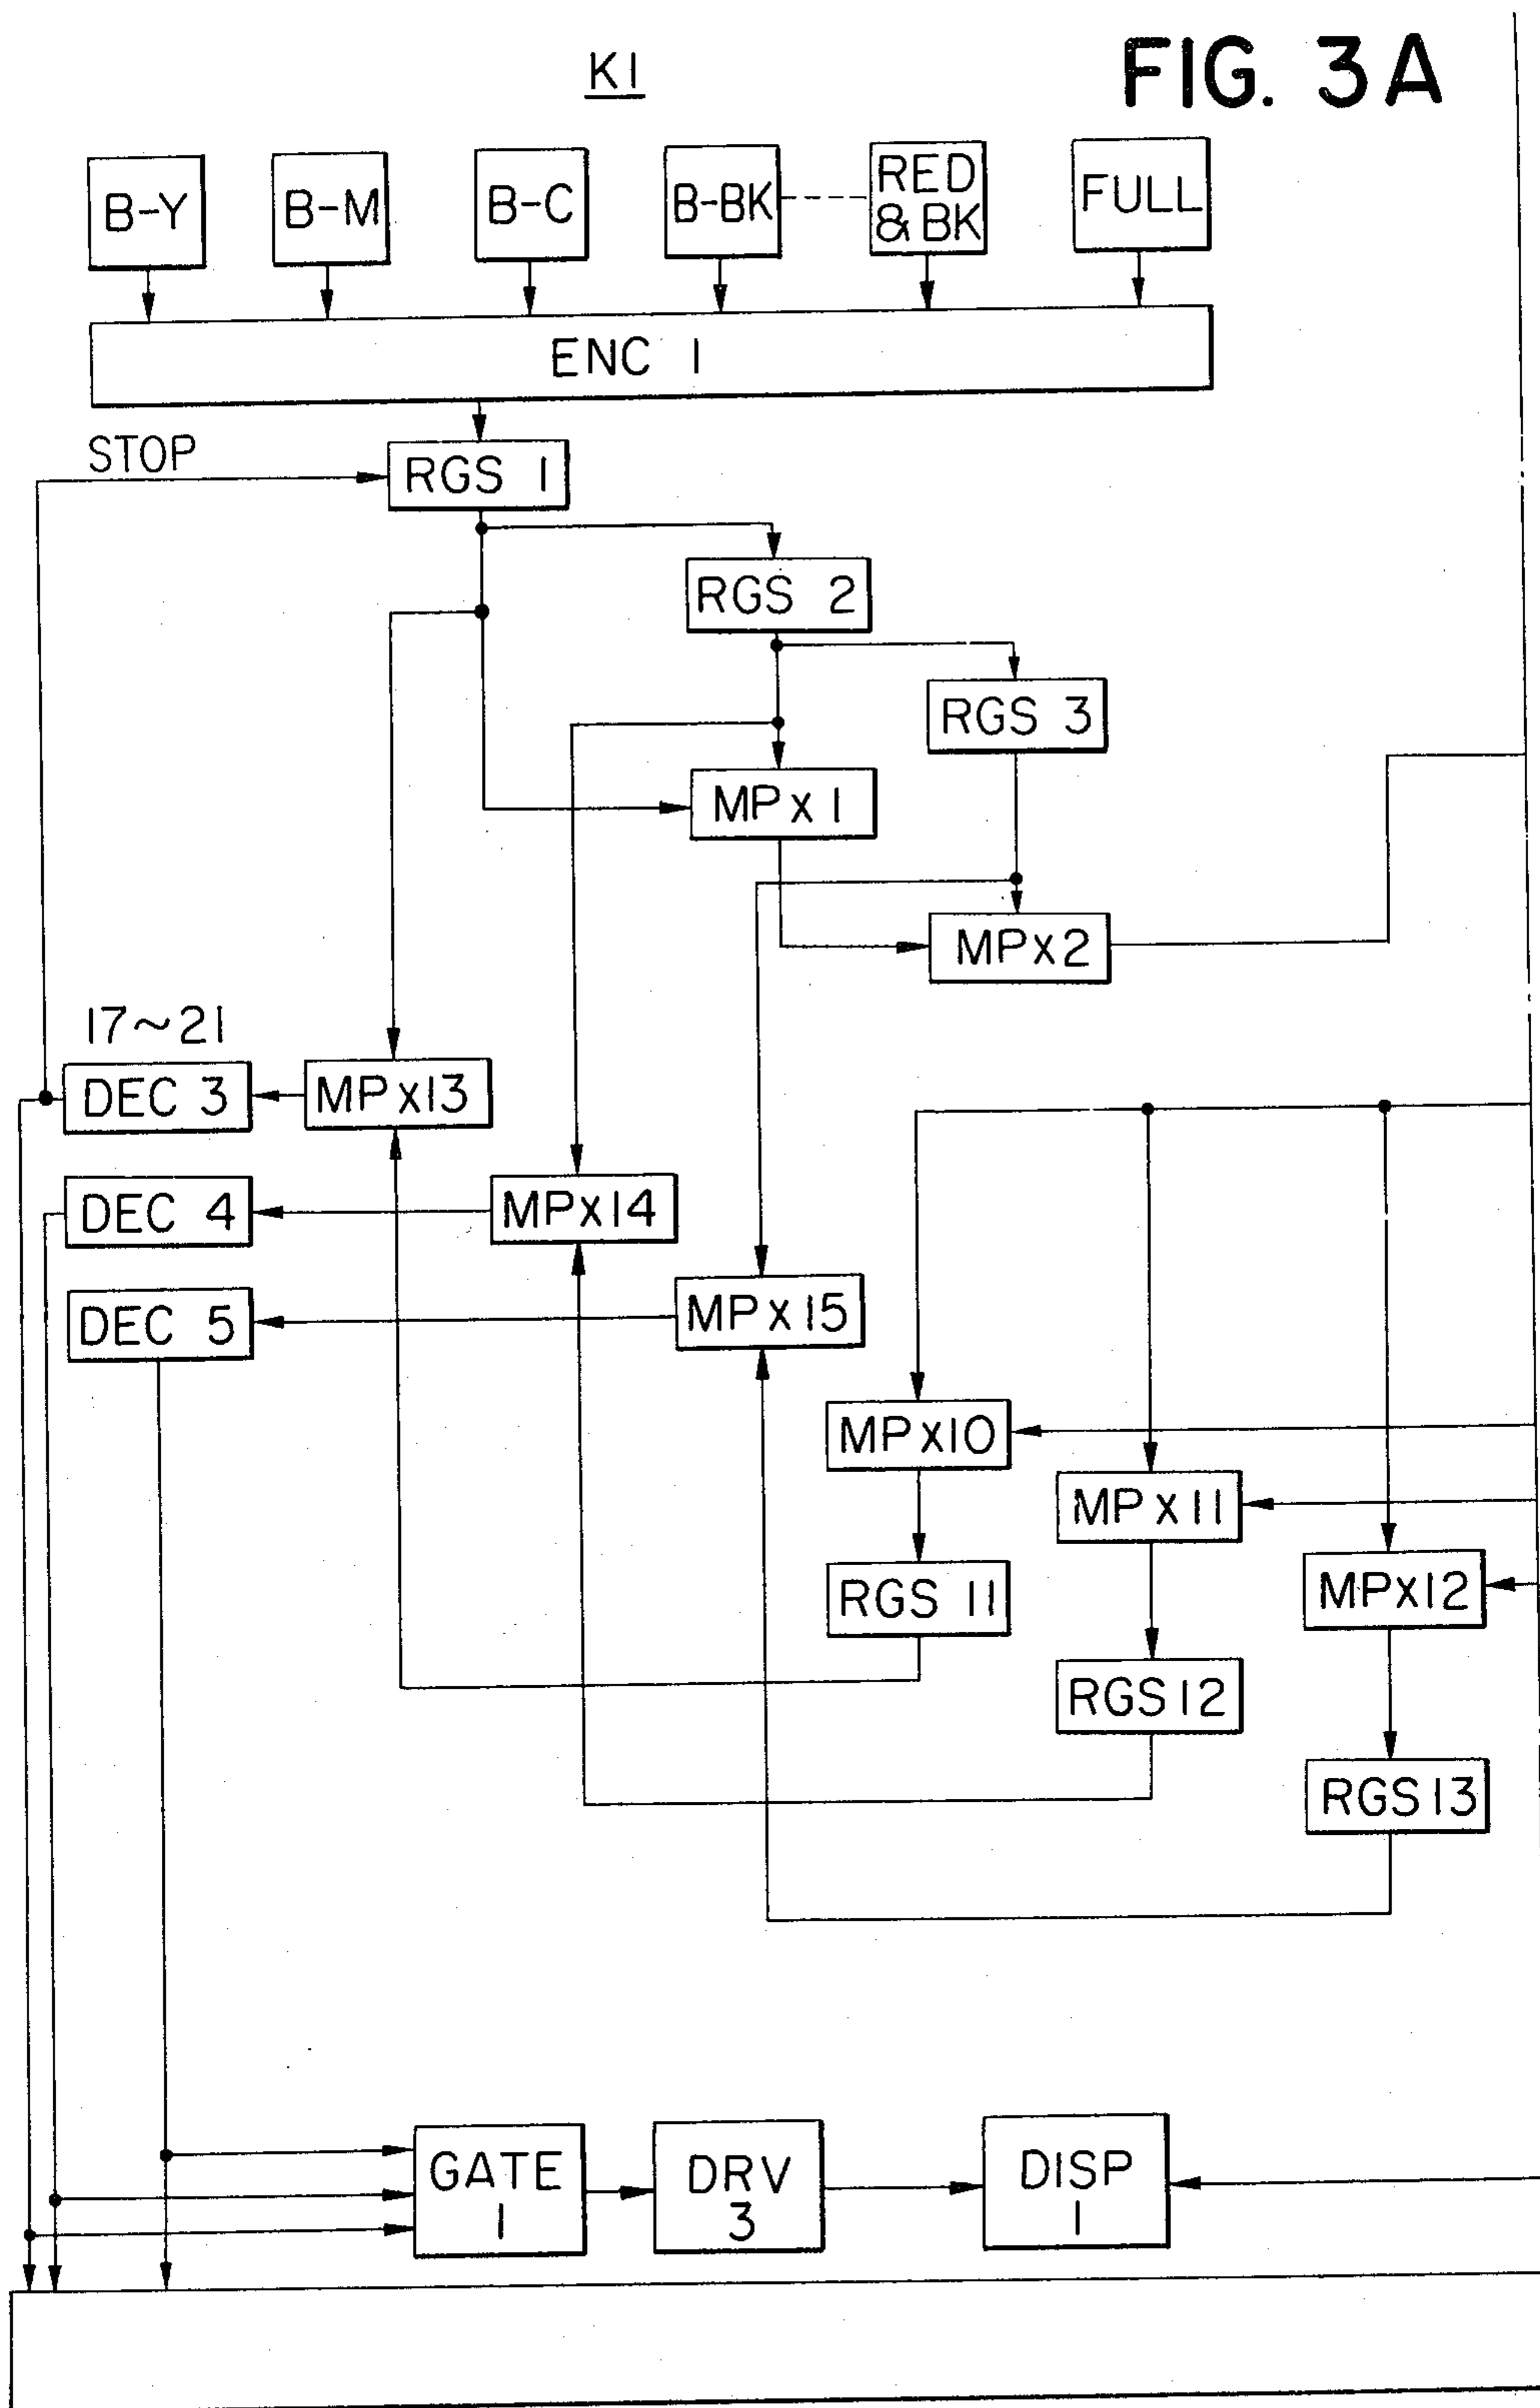 FIG. 3A
K1
B-Y
B-M
B-C
B-BK
RED
& BK
FULL
ENC 1
STOP
RGS 1
RGS 2
RGS 3
MPX1
MPX2
17~21
DEC 3
MPX13
DEC 4
MPX14
DEC 5
MPX15
MPX10
MPX11
RGS 11
MPX12
RGS12
RGS13
GATE
1
DRV
3
DISP
1